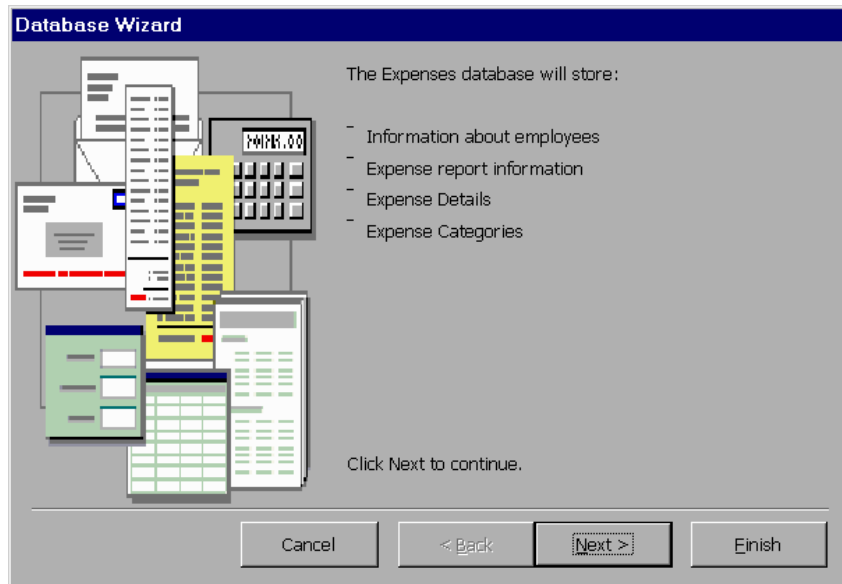 Database Wizard
The Expenses database will store:
Information about employees
Expense report information
Expense Details
Expense Categories
Click Next to continue.
Cancel
< Back
Next >
Finish